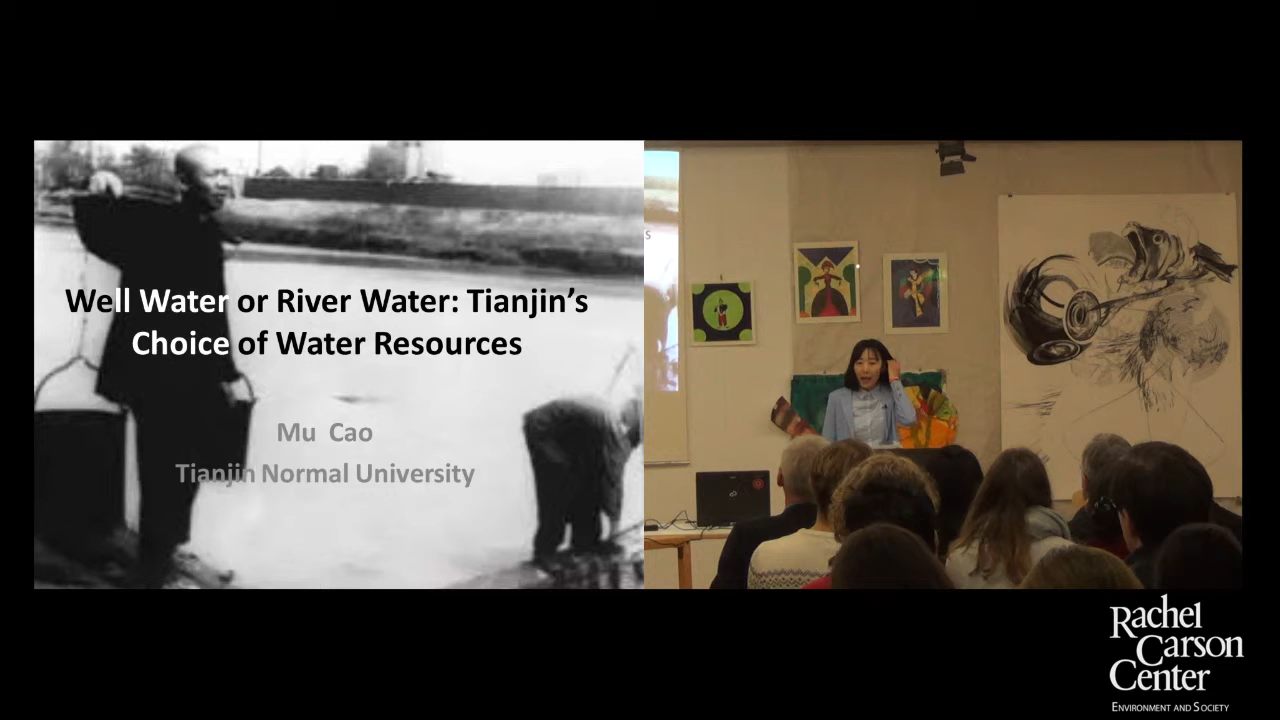 Well Water or River Water: Tianjin's
Choice of Water Resources
Mu Cao
Tianjin Normal University
Rachel
Carson
Center
ENVIRONMENT AND SOCIETY